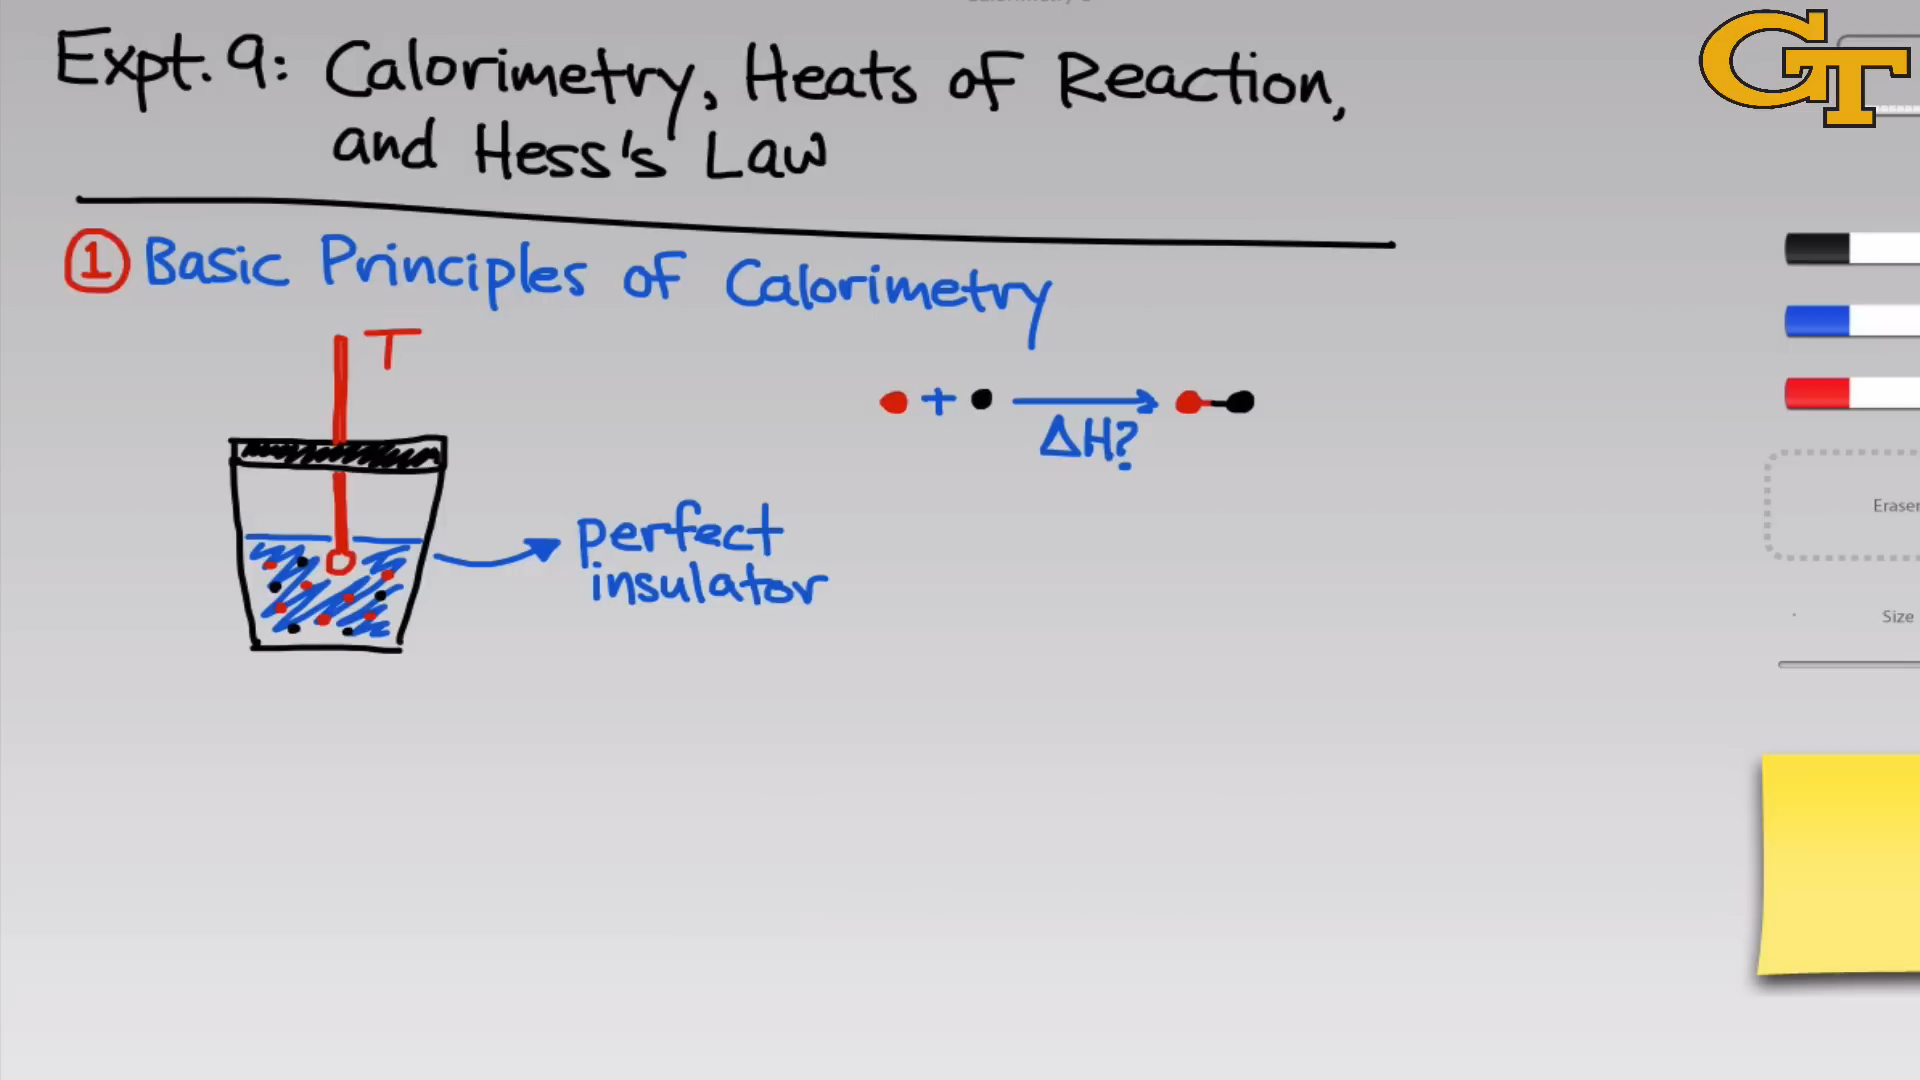 Expt. 9: Calorimetry, Heats of Reaction,
and Hess's Law
GT
① Basic Principles of Calorimetry
T
+
ΔH?
perfect
insulator
Eraser
Size